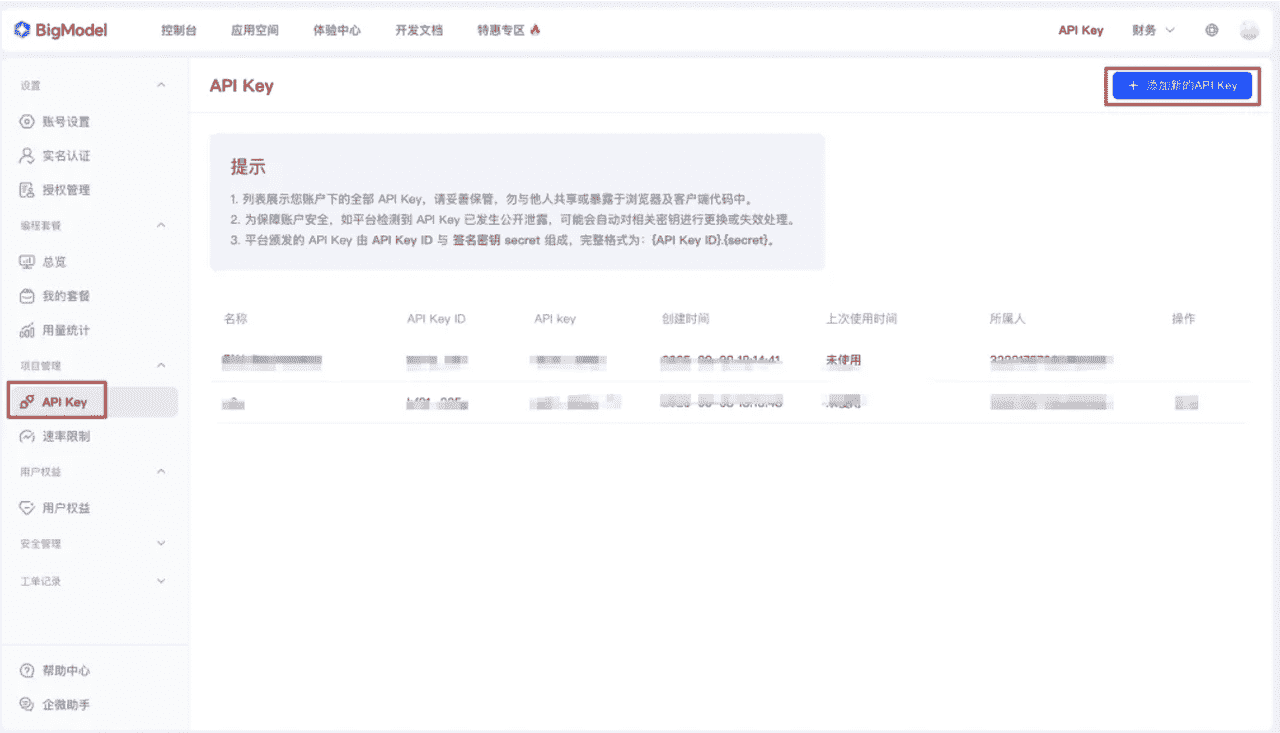 BigModel 控制台 应用空间 体验中心 开发文档 特惠专区 API Key 财务
设置
账号设置
实名认证
授权管理
编程套餐
总览
我的套餐
用量统计
项目管理
API Key
速率限制
用户权益
用户权益
安全管理
工单记录
帮助中心
企微助手
API Key
+ 添加新的API Key
提示
1. 列表展示您账户下的全部 API Key，请妥善保管，勿与他人共享或暴露于浏览器及客户端代码中。
2. 为保障账户安全，如平台检测到 API Key 已发生公开泄露，可能会自动对相关密钥进行更换或失效处理。
3. 平台颁发的 API Key 由 API Key ID 与 签名密钥 secret 组成，完整格式为：{API Key ID}.{secret}。
名称 API Key ID API key 创建时间 上次使用时间 所属人 操作
未使用